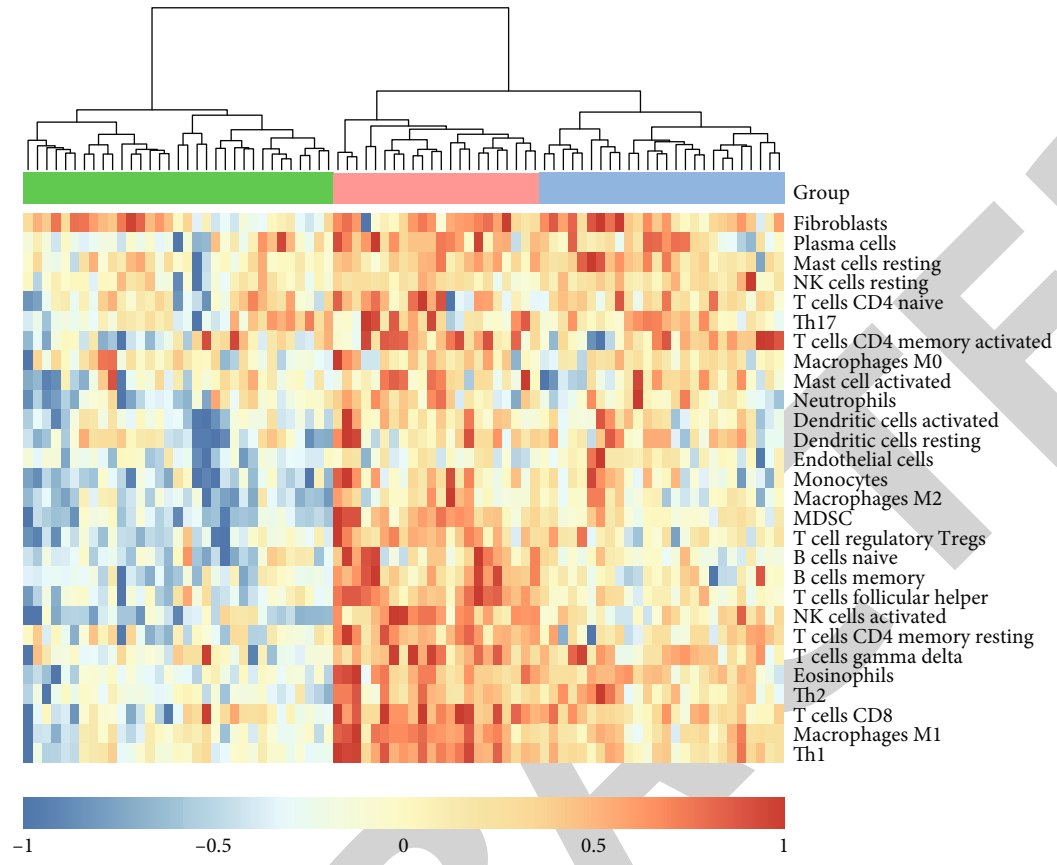 Group
Fibroblasts
Plasma cells
Mast cells resting
NK cells resting
T cells CD4 naive
Th17
T cells CD4 memory activated
Macrophages M0
Mast cell activated
Neutrophils
Dendritic cells activated
Dendritic cells resting
Endothelial cells
Monocytes
Macrophages M2
MDSC
T cell regulatory Tregs
B cells naive
B cells memory
T cells follicular helper
NK cells activated
T cells CD4 memory resting
T cells gamma delta
Eosinophils
Th2
T cells CD8
Macrophages M1
Th1
−1 −0.5 0 0.5 1